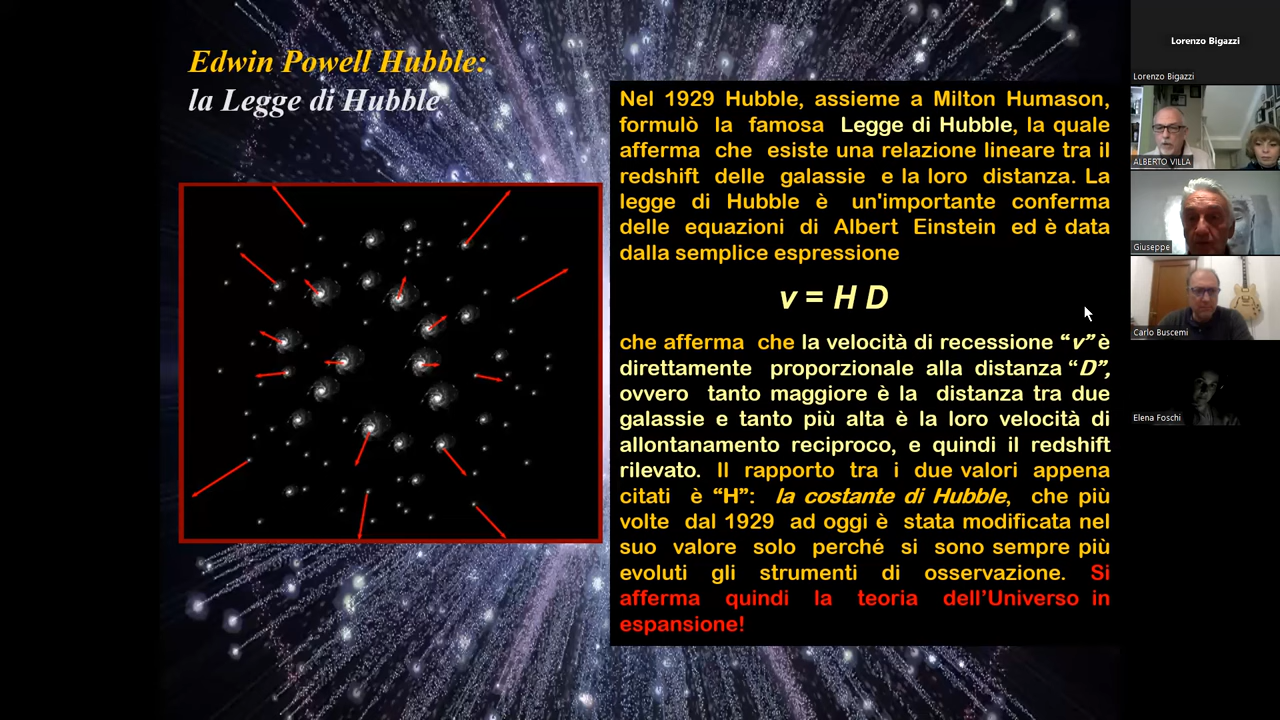 Edwin Powell Hubble:
la Legge di Hubble
Nel 1929 Hubble, assieme a Milton Humason,
formulò la famosa Legge di Hubble, la quale
afferma che esiste una relazione lineare tra il
redshift delle galassie e la loro distanza. La
legge di Hubble è un'importante conferma
delle equazioni di Albert Einstein ed è data
dalla semplice espressione
v = H D
che afferma che la velocità di recessione “v” è
direttamente proporzionale alla distanza “D”,
ovvero tanto maggiore è la distanza tra due
galassie e tanto più alta è la loro velocità di
allontanamento reciproco, e quindi il redshift
rilevato. Il rapporto tra i due valori appena
citati è “H”: la costante di Hubble, che più
volte dal 1929 ad oggi è stata modificata nel
suo valore solo perché si sono sempre più
evoluti gli strumenti di osservazione. Si
afferma quindi la teoria dell’Universo in
espansione!
Lorenzo Bigazzi
Lorenzo Bigazzi
ALBERTO VILLA
Giuseppe
Carlo Buscemi
Elena Foschi